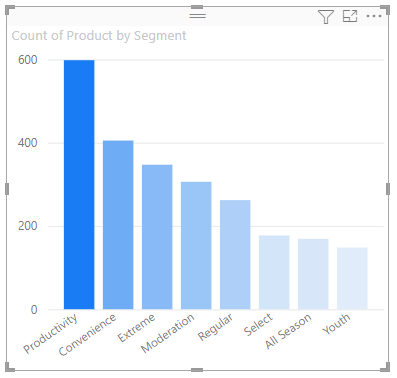 Count of Product by Segment
600
400
200
0
Productivity
Convenience
Extreme
Moderation
Regular
Select
All Season
Youth